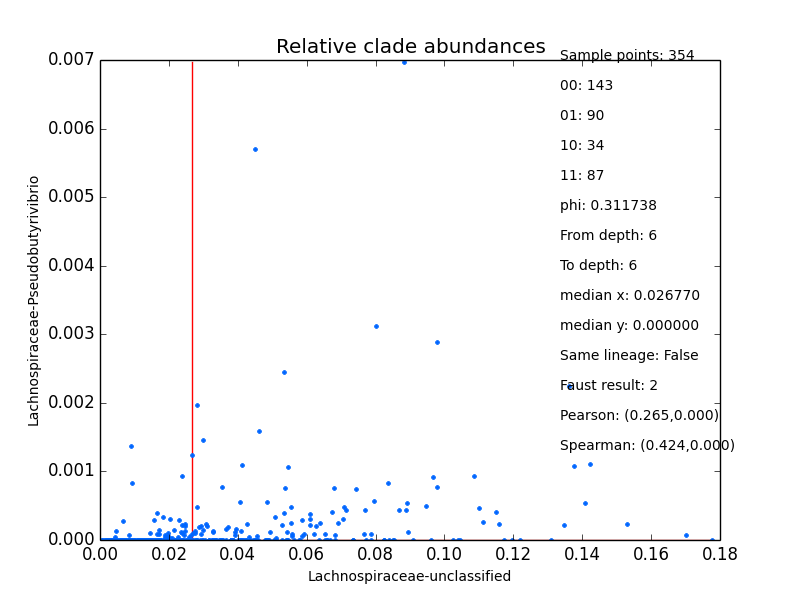 Relative clade abundances
Sample points: 354
00: 143
01: 90
10: 34
11: 87
phi: 0.311738
From depth: 6
To depth: 6
median x: 0.026770
median y: 0.000000
Same lineage: False
Faust result: 2
Pearson: (0.265,0.000)
Spearman: (0.424,0.000)
Lachnospiraceae-Pseudobutyrivibrio
0.007
0.006
0.005
0.004
0.003
0.002
0.001
0.000
0.00 0.02 0.04 0.06 0.08 0.10 0.12 0.14 0.16 0.18
Lachnospiraceae-unclassified